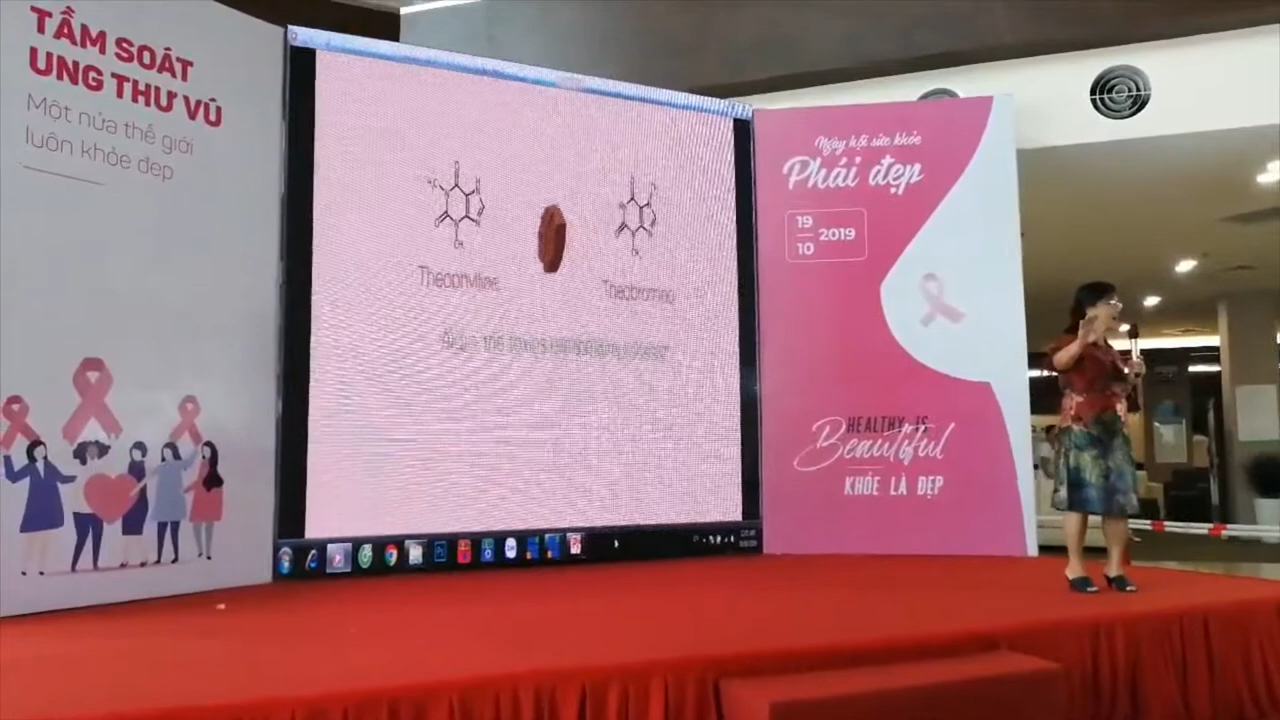 TẦM SOÁT
UNG THƯ VÚ
Một nửa thế giới
luôn khỏe đẹp
Theophylline
Theobromine
Ngày hội sức khỏe
Phái đẹp
19
10
2019
HEALTHY IS
Beautiful
KHỎE LÀ ĐẸP